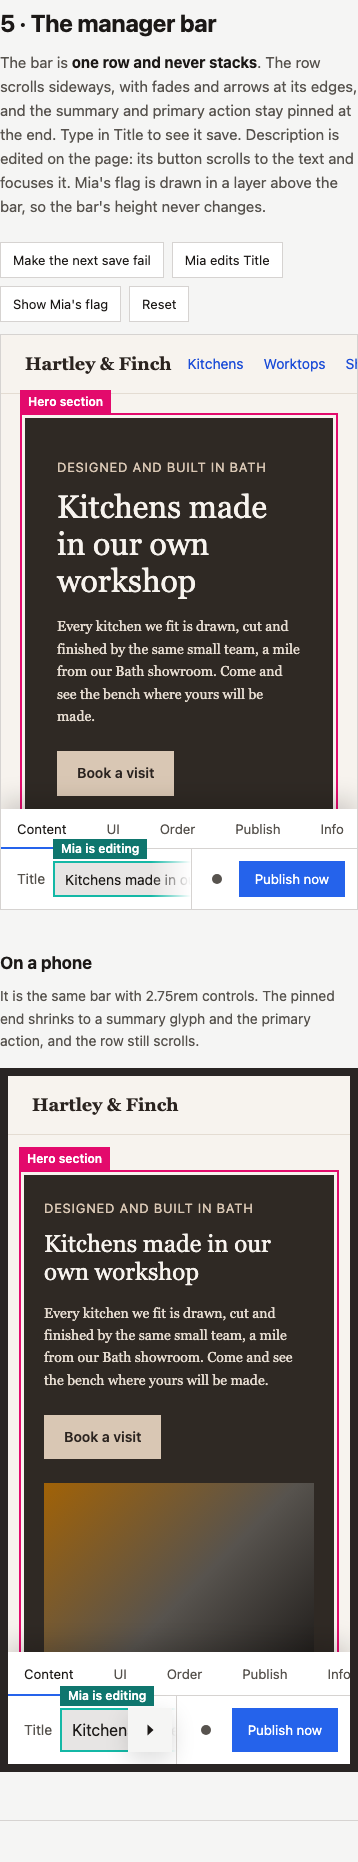 5 · The manager bar
The bar is one row and never stacks. The row
scrolls sideways, with fades and arrows at its edges,
and the summary and primary action stay pinned at
the end. Type in Title to see it save. Description is
edited on the page: its button scrolls to the text and
focuses it. Mia's flag is drawn in a layer above the
bar, so the bar's height never changes.
Make the next save fail
Mia edits Title
Show Mia's flag
Reset
Hartley & Finch Kitchens Worktops
Hero section
DESIGNED AND BUILT IN BATH
Kitchens made
in our own
workshop
Every kitchen we fit is drawn, cut and
finished by the same small team, a mile
from our Bath showroom. Come and
see the bench where yours will be
made.
Book a visit
Content UI Order Publish Info
Mia is editing
Title Kitchens made in o
Publish now
On a phone
It is the same bar with 2.75rem controls. The pinned
end shrinks to a summary glyph and the primary
action, and the row still scrolls.
Hartley & Finch
Hero section
DESIGNED AND BUILT IN BATH
Kitchens made in our
own workshop
Every kitchen we fit is drawn, cut and
finished by the same small team, a mile
from our Bath showroom. Come and see
the bench where yours will be made.
Book a visit
Content UI Order Publish Info
Mia is editing
Title Kitchen
Publish now